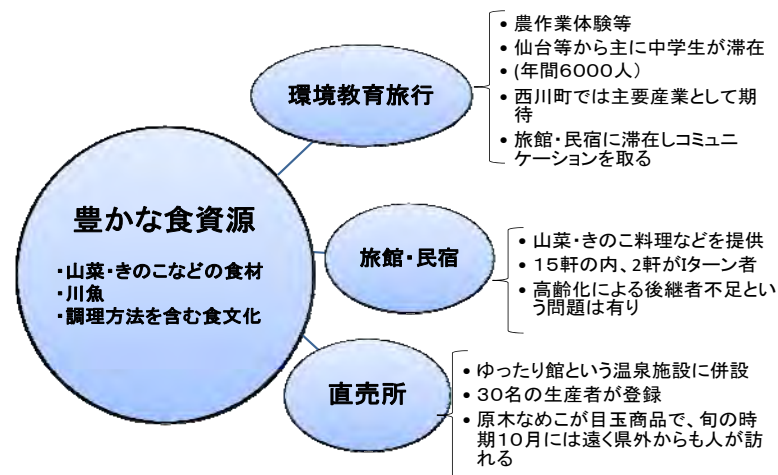 環境教育旅行
• 農作業体験等
• 仙台等から主に中学生が滞在
• (年間6000人)
• 西川町では主要産業として期
待
• 旅館・民宿に滞在しコミュニ
ケーションを取る
豊かな食資源
・山菜・きのこなどの食材
・川魚
・調理方法を含む食文化
旅館・民宿
• 山菜・きのこ料理などを提供
• 15軒の内、2軒がIターン者
• 高齢化による後継者不足とい
う問題は有り
直売所
• ゆったり館という温泉施設に併設
• 30名の生産者が登録
• 原木なめこが目玉商品で、旬の時
期10月には遠く県外からも人が訪
れる